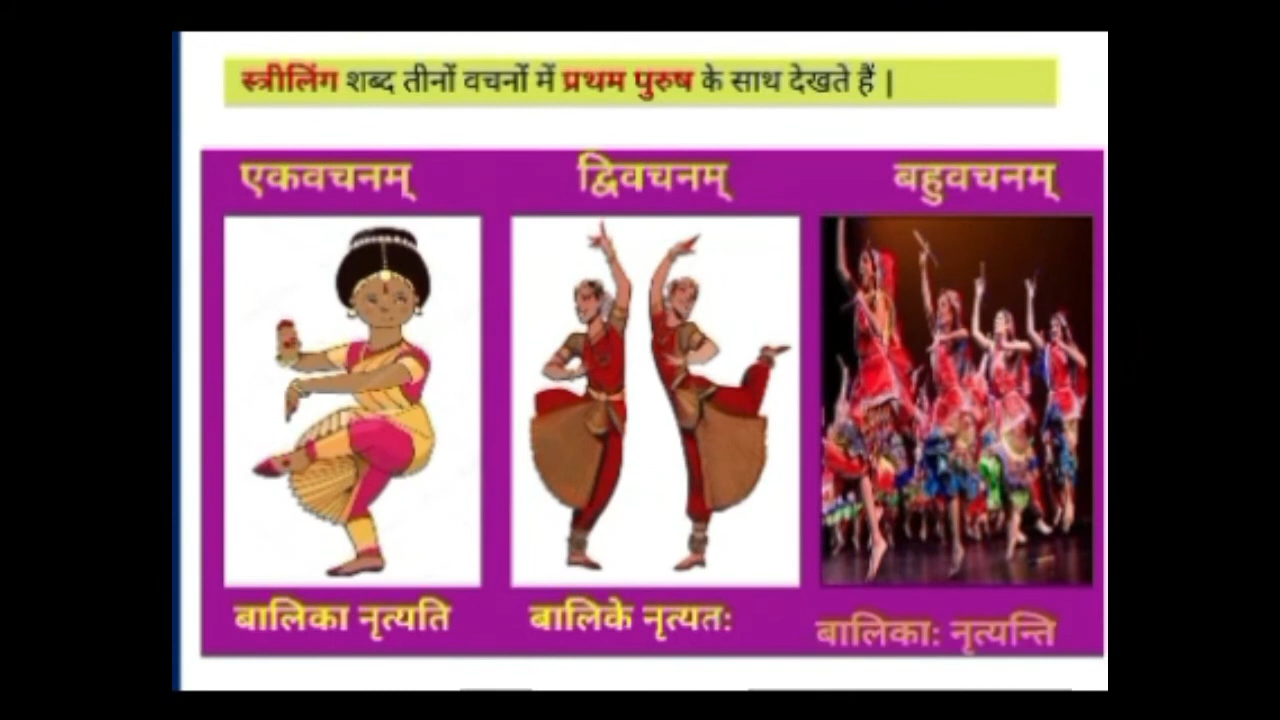 स्त्रीलिंग शब्द तीनों वचनों में प्रथम पुरुष के साथ देखते हैं |
एकवचनम् द्विवचनम् बहुवचनम्
बालिका नृत्यति बालिके नृत्यत: बालिका: नृत्यन्ति